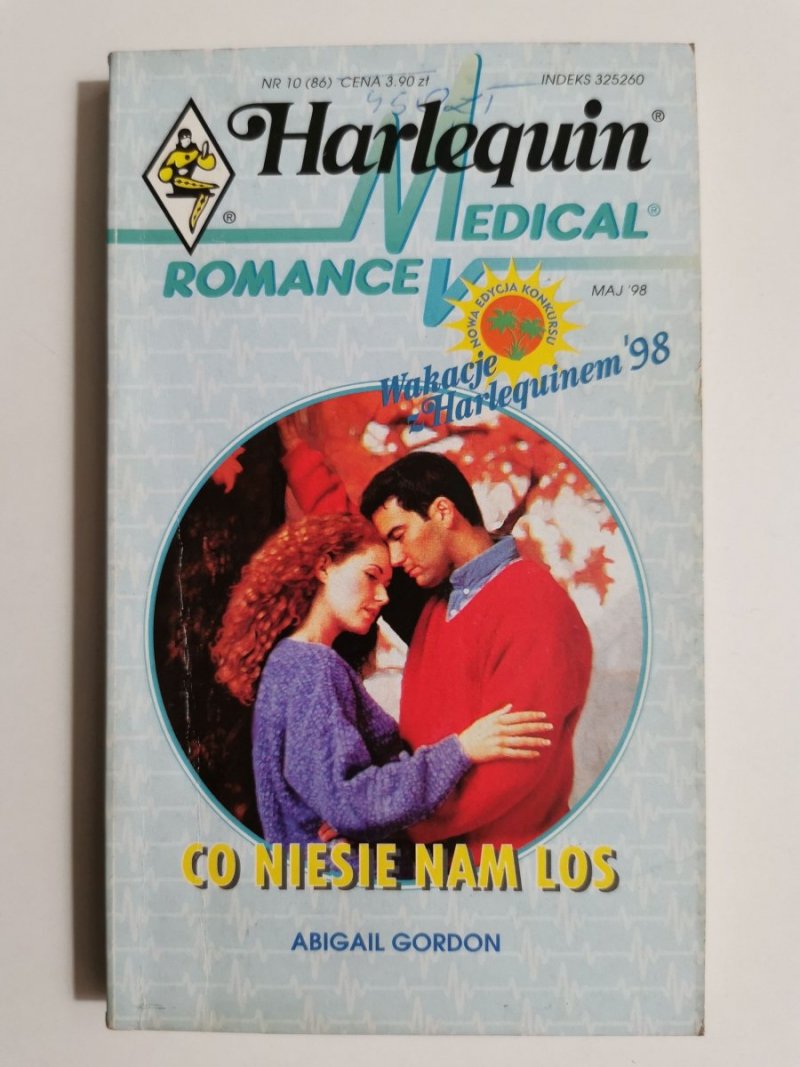 NR 10 (86) CENA 3.90 zł INDEKS 325260
Harlequin®
MEDICAL®
ROMANCE
®
MAJ '98
NOWA EDYCJA KONKURSU
Wakacje
z Harlequinem '98
CO NIESIE NAM LOS
ABIGAIL GORDON